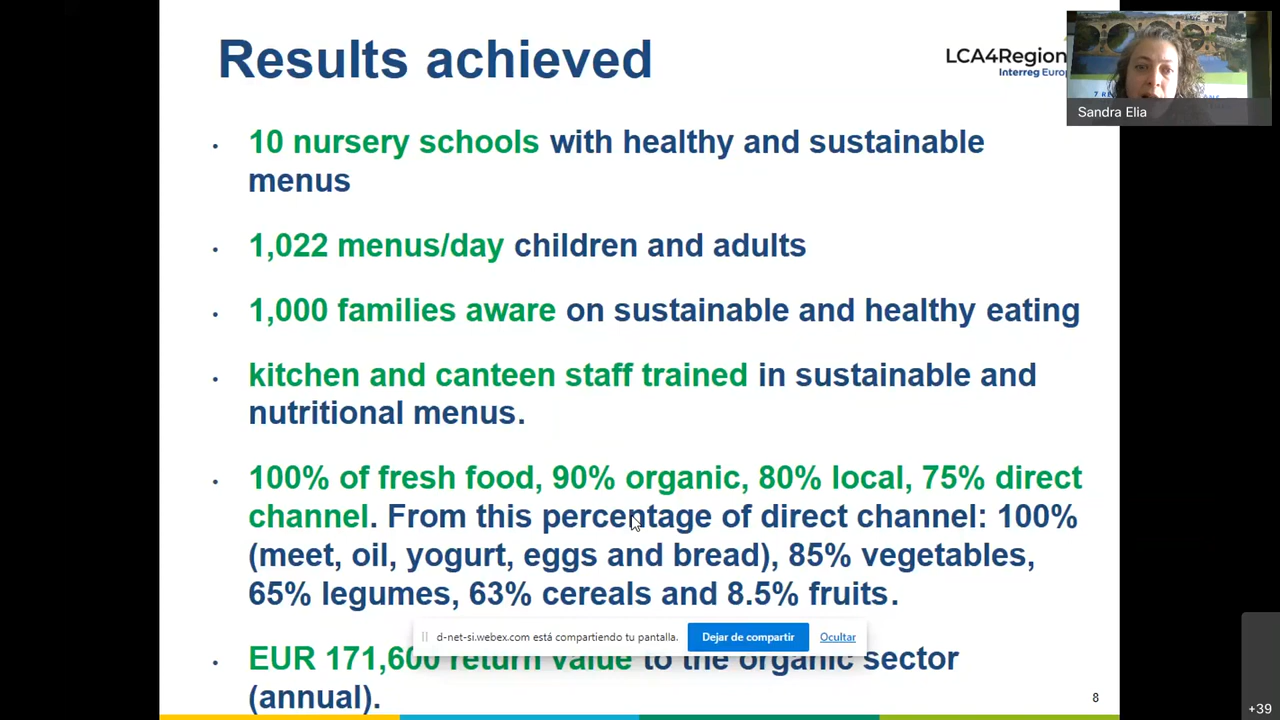 Results achieved
LCA4Region
Interreg Euro
Sandra Elia
10 nursery schools with healthy and sustainable
menus
1,022 menus/day children and adults
1,000 families aware on sustainable and healthy eating
kitchen and canteen staff trained in sustainable and
nutritional menus.
100% of fresh food, 90% organic, 80% local, 75% direct
channel. From this percentage of direct channel: 100%
(meet, oil, yogurt, eggs and bread), 85% vegetables,
65% legumes, 63% cereals and 8.5% fruits.
d-net-si.webex.com está compartiendo tu pantalla. Dejar de compartir Ocultar
EUR 171,600 return value to the organic sector
(annual).
8
+39